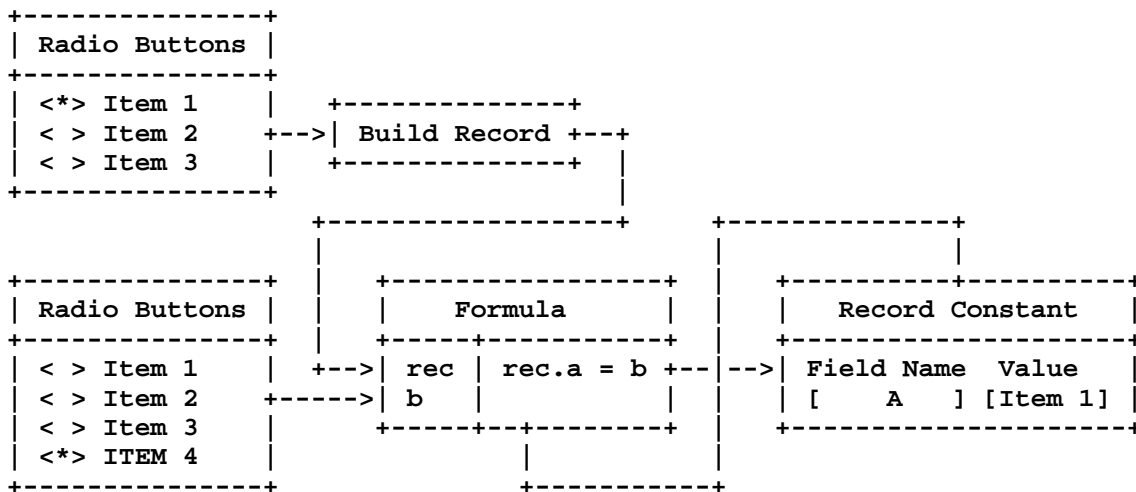 Radio Buttons
<*> Item 1
< > Item 2
< > Item 3
Build Record
Radio Buttons
< > Item 1
< > Item 2
< > Item 3
<*> ITEM 4
Formula
rec rec.a = b
b
Record Constant
Field Name Value
[ A ] [Item 1]